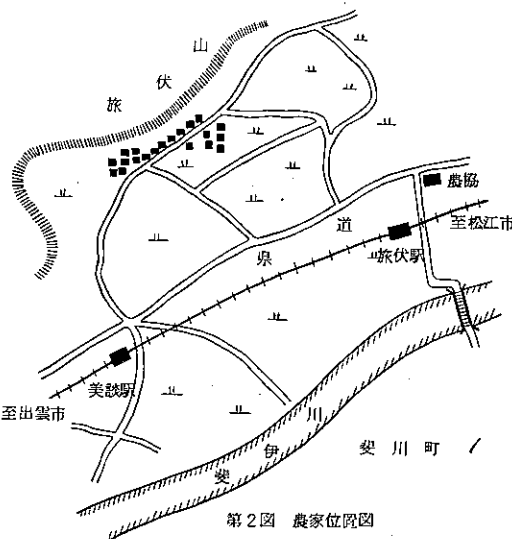 旅伏山
農協
県道
旅伏駅
至松江市
美談駅
至出雲市
斐伊川
斐川町
第2図 農家位置図